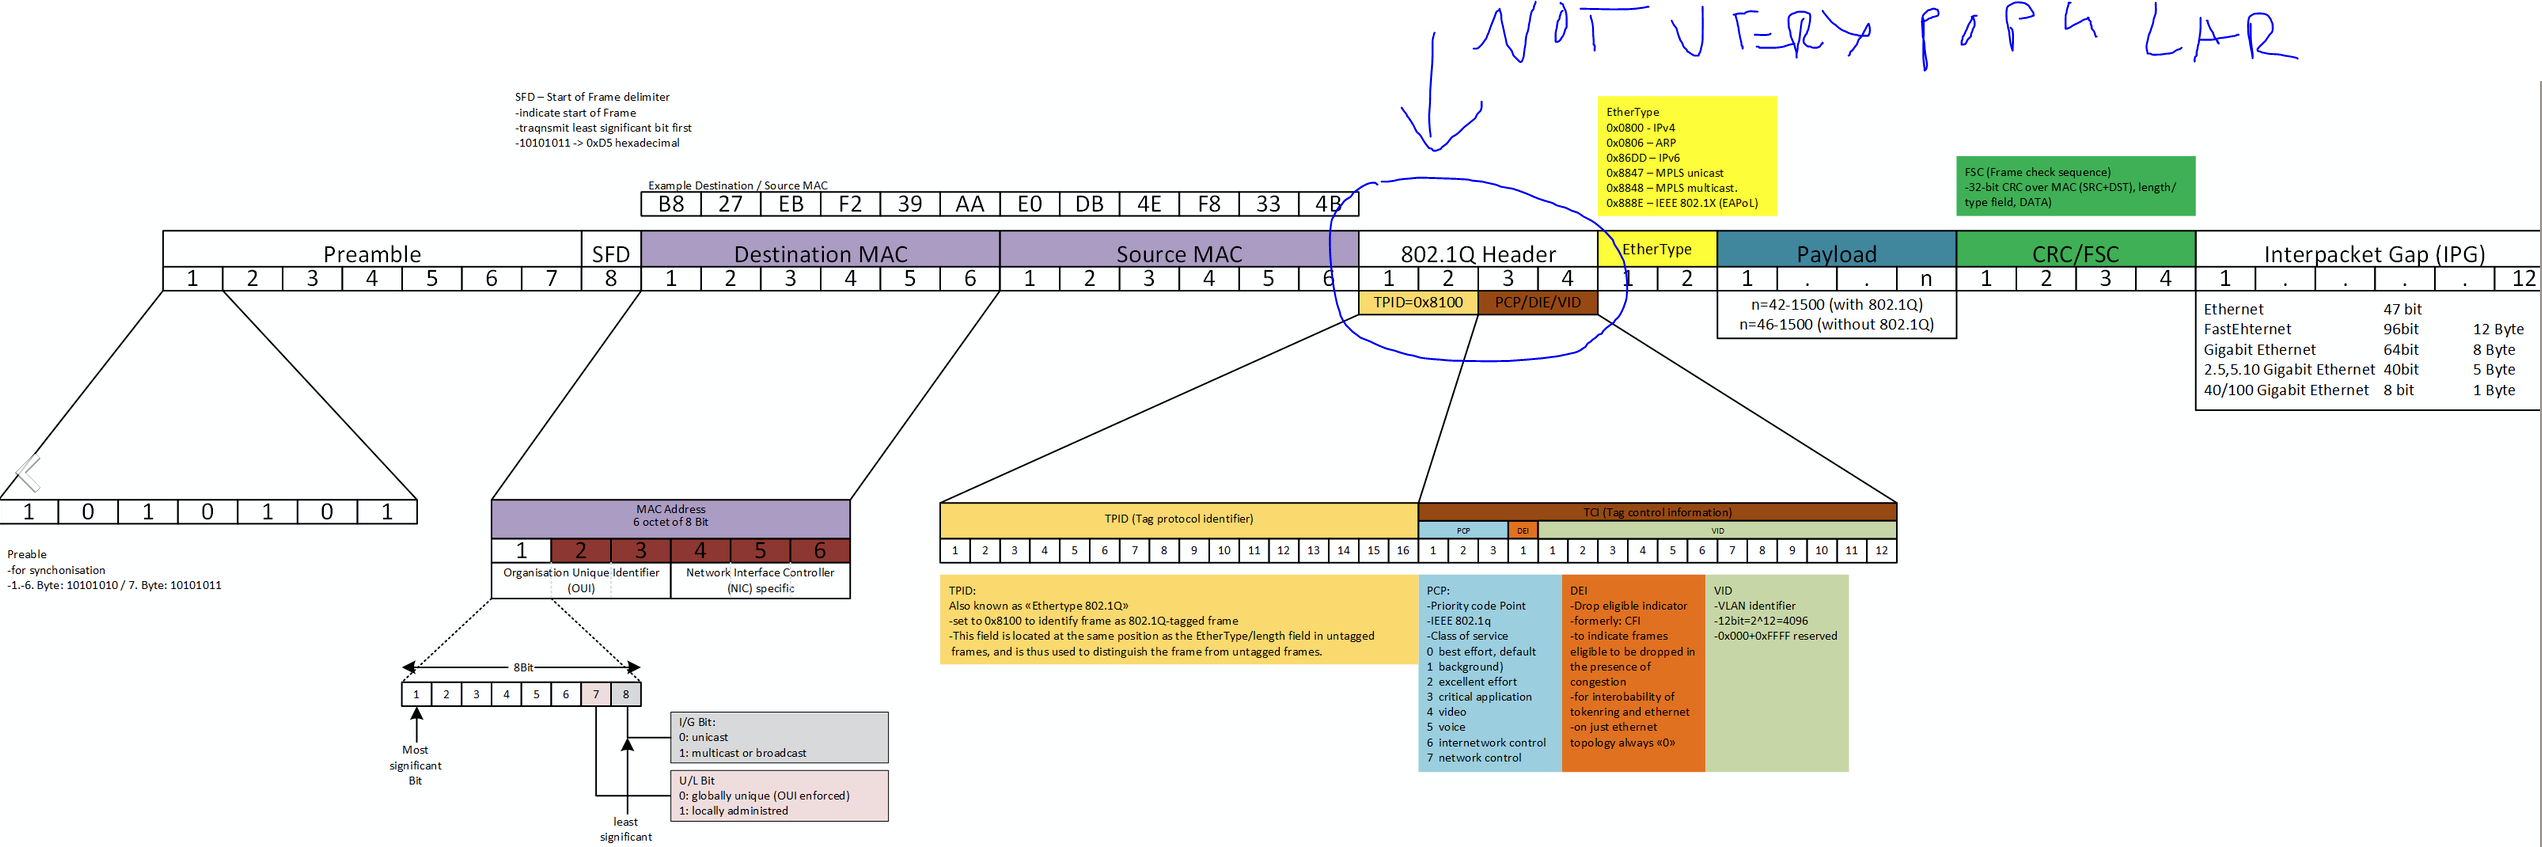 NOT VERY POPULAR
SFD – Start of Frame delimiter
-indicate start of Frame
-traqnsmit least significant bit first
-10101011 -> 0xD5 hexadecimal
EtherType
0x0800 - IPv4
0x0806 – ARP
0x86DD – IPv6
0x8847 – MPLS unicast
0x8848 - MPLS multicast.
0x888E – IEEE 802.1X (EAPoL)
FSC (Frame check sequence)
-32-bit CRC over MAC (SRC+DST), length/
type field, DATA)
Example Destination / Source MAC
B8 27 EB F2 39 AA E0 DB 4E F8 33 4B
Preamble SFD Destination MAC Source MAC 802.1Q Header EtherType Payload CRC/FSC Interpacket Gap (IPG)
1 2 3 4 5 6 7 8 1 2 3 4 5 6 1 2 3 4 5 6 1 2 3 4 1 2 1 . . n 1 2 3 4 1 . . . . 12
TPID=0x8100 PCP/DIE/VID
n=42-1500 (with 802.1Q)
n=46-1500 (without 802.1Q)
Ethernet 47 bit
FastEhternet 96bit 12 Byte
Gigabit Ethernet 64bit 8 Byte
2.5,5.10 Gigabit Ethernet 40bit 5 Byte
40/100 Gigabit Ethernet 8 bit 1 Byte
1 0 1 0 1 0 1
Preable
-for synchonisation
-1.-6. Byte: 10101010 / 7. Byte: 10101011
MAC Address
6 octet of 8 Bit
1 2 3 4 5 6
Organisation Unique Identifier
(OUI)
Network Interface Controller
(NIC) specific
8Bit
1 2 3 4 5 6 7 8
Most
significant
Bit
I/G Bit:
0: unicast
1: multicast or broadcast
U/L Bit
0: globally unique (OUI enforced)
1: locally administred
least
significant
TPID (Tag protocol identifier)
TCI (Tag control information)
PCP DEI VID
1 2 3 4 5 6 7 8 9 10 11 12 13 14 15 16 1 2 3 1 1 2 3 4 5 6 7 8 9 10 11 12
TPID:
Also known as «Ethertype 802.1Q»
-set to 0x8100 to identify frame as 802.1Q-tagged frame
-This field is located at the same position as the EtherType/length field in untagged
frames, and is thus used to distinguish the frame from untagged frames.
PCP:
-Priority code Point
-IEEE 802.1q
-Class of service
0 best effort, default
1 background)
2 excellent effort
3 critical application
4 video
5 voice
6 internetwork control
7 network control
DEI
-Drop eligible indicator
-formerly: CFI
-to indicate frames
eligible to be dropped in
the presence of
congestion
-for interobability of
tokenring and ethernet
-on just ethernet
topology always «0»
VID
-VLAN identifier
-12bit=2^12=4096
-0x000+0xFFFF reserved